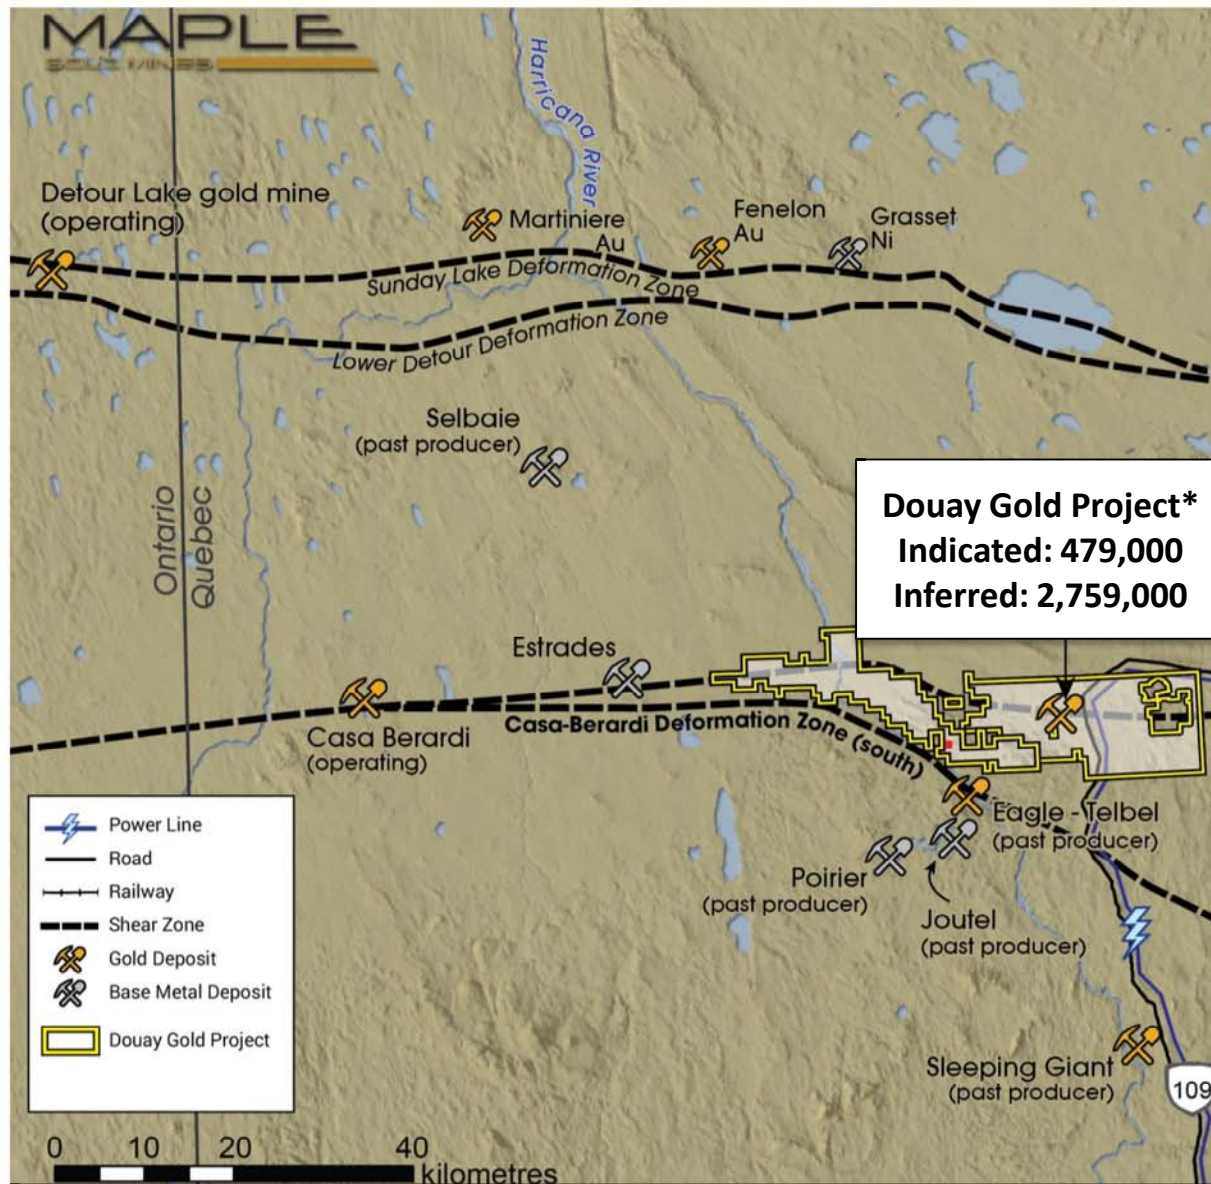 MAPLE
GOLD MINES
Harricana River
Detour Lake gold mine
(operating)
Martiniere
Au
Fenelon
Au
Grasset
Ni
Sunday Lake Deformation Zone
Lower Detour Deformation Zone
Selbaie
(past producer)
Ontario
Quebec
Douay Gold Project*
Indicated: 479,000
Inferred: 2,759,000
Estrades
Casa-Berardi Deformation Zone (south)
Casa Berardi
(operating)
Eagle - Telbel
(past producer)
Poirier
(past producer)
Joutel
(past producer)
Power Line
Road
Railway
Shear Zone
Gold Deposit
Base Metal Deposit
Douay Gold Project
Sleeping Giant
(past producer)
109
0 10 20 40
kilometres